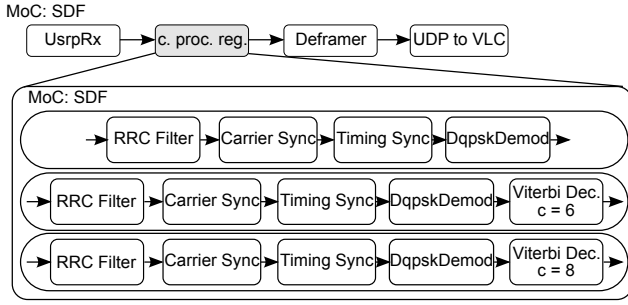 MoC: SDF
UsrpRx
c. proc. reg.
Deframer
UDP to VLC
MoC: SDF
RRC Filter
Carrier Sync
Timing Sync
DqpskDemod
RRC Filter
Carrier Sync
Timing Sync
DqpskDemod
Viterbi Dec.
c = 6
RRC Filter
Carrier Sync
Timing Sync
DqpskDemod
Viterbi Dec.
c = 8